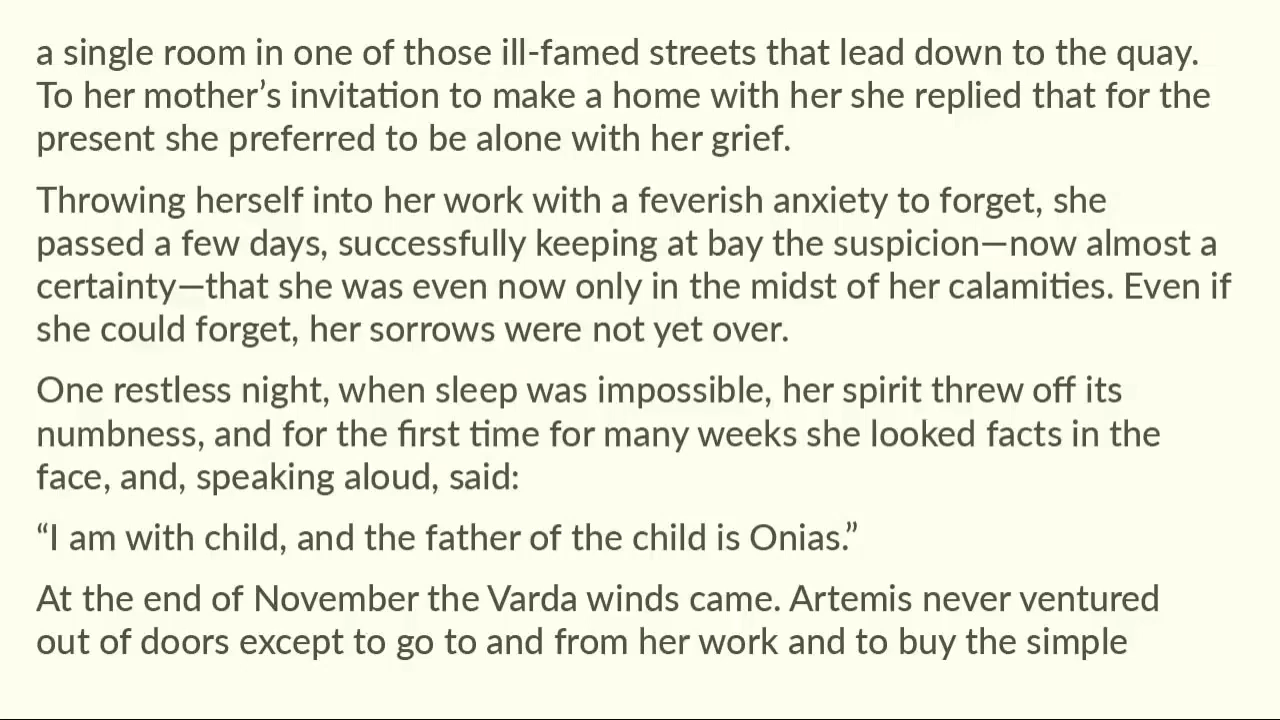 a single room in one of those ill-famed streets that lead down to the quay.
To her mother’s invitation to make a home with her she replied that for the
present she preferred to be alone with her grief.
Throwing herself into her work with a feverish anxiety to forget, she
passed a few days, successfully keeping at bay the suspicion—now almost a
certainty—that she was even now only in the midst of her calamities. Even if
she could forget, her sorrows were not yet over.
One restless night, when sleep was impossible, her spirit threw off its
numbness, and for the first time for many weeks she looked facts in the
face, and, speaking aloud, said:
“I am with child, and the father of the child is Onias.”
At the end of November the Varda winds came. Artemis never ventured
out of doors except to go to and from her work and to buy the simple